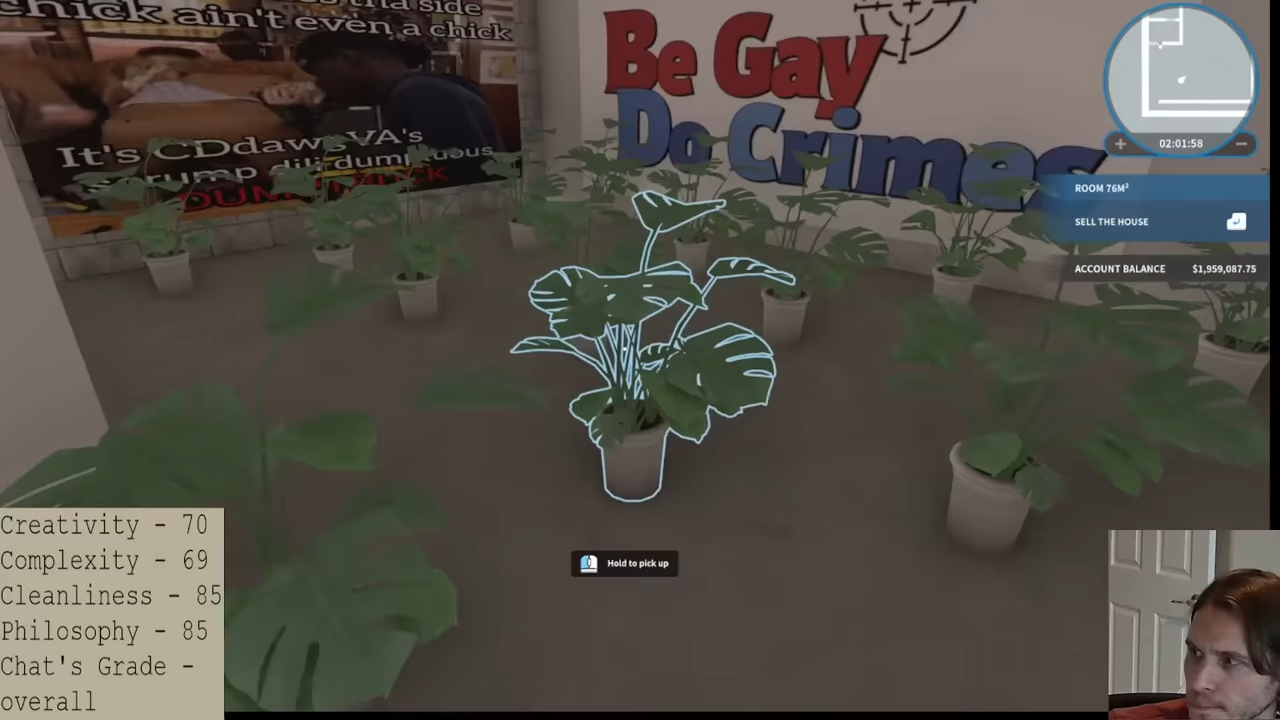 chick ain't even a chick
It's CDdawgVA's
Be Gay
Do Crimes
02:01:58
ROOM 76M²
SELL THE HOUSE
ACCOUNT BALANCE $1,959,087.75
Hold to pick up
Creativity - 70
Complexity - 69
Cleanliness - 85
Philosophy - 85
Chat's Grade -
overall